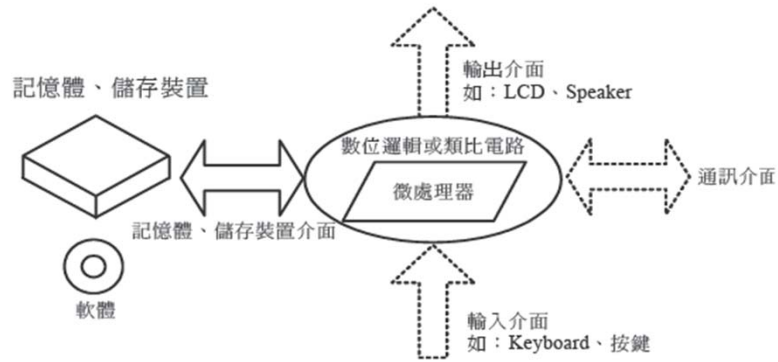 輸出介面
如：LCD、Speaker
記憶體、儲存裝置
數位邏輯或類比電路
微處理器
通訊介面
記憶體、儲存裝置介面
軟體
輸入介面
如：Keyboard、按鍵